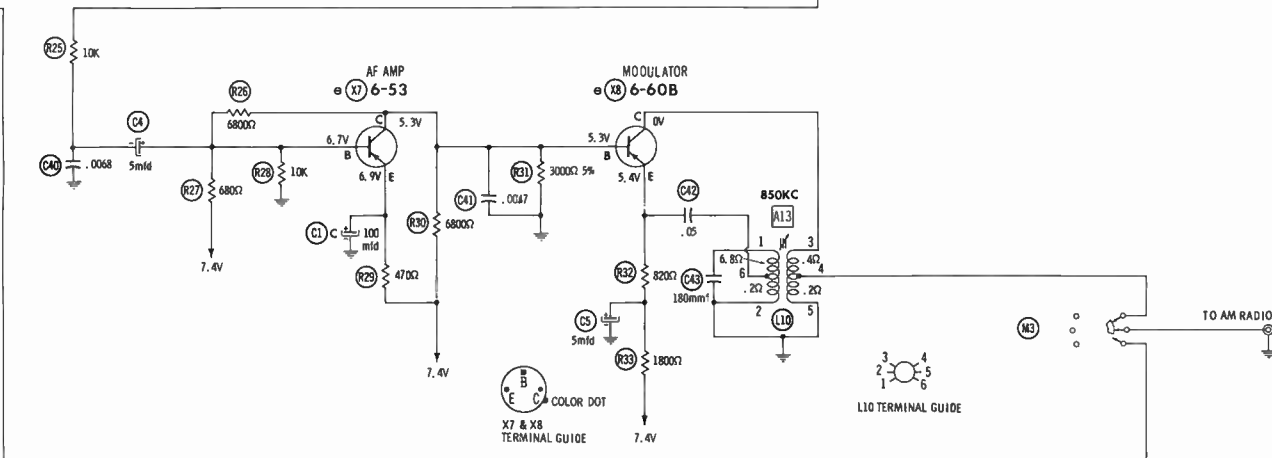 R25
10K
AF AMP
e X7 6-53
MODULATOR
e X8 6-60B
R26
6800Ω
C
5.3V
C
0V
C4
5mfd
6.7V
B
6.9V
E
5.3V
B
5.4V
E
C40
.0068
R27
680Ω
R28
10K
R31
3000Ω 5%
C41
.0047
C42
.05
850KC
A13
C1 C
100
mfd
R30
6800Ω
R29
470Ω
7.4V
R32
820Ω
C43
180mmf
1
3
6.8Ω
.4Ω
6
4
.2Ω
.2Ω
2
5
L10
C5
5mfd
R33
1800Ω
7.4V
7.4V
M3
TO AM RADIO
B
E C
COLOR DOT
X7 & X8
TERMINAL GUIDE
3 4
2 5
1 6
L10 TERMINAL GUIDE